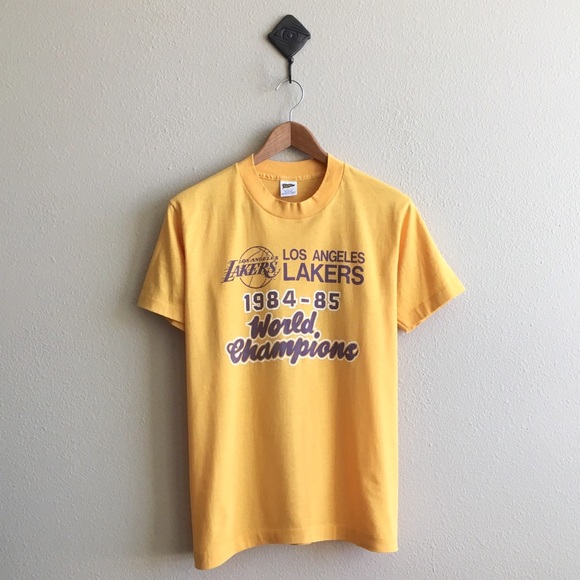 LOS ANGELES
LAKERS
LOS ANGELES
LAKERS
1984-85
World
Champions